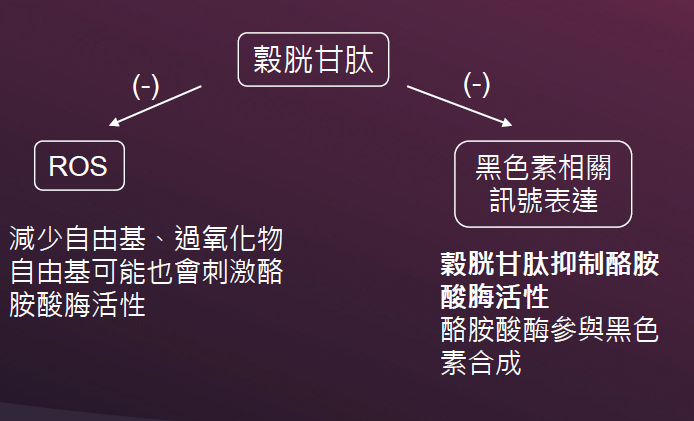 穀胱甘肽
(-)
(-)
ROS
黑色素相關
訊號表達
減少自由基、過氧化物
自由基可能也會刺激酪
胺酸脢活性
穀胱甘肽抑制酪胺
酸脢活性
酪胺酸酶參與黑色
素合成